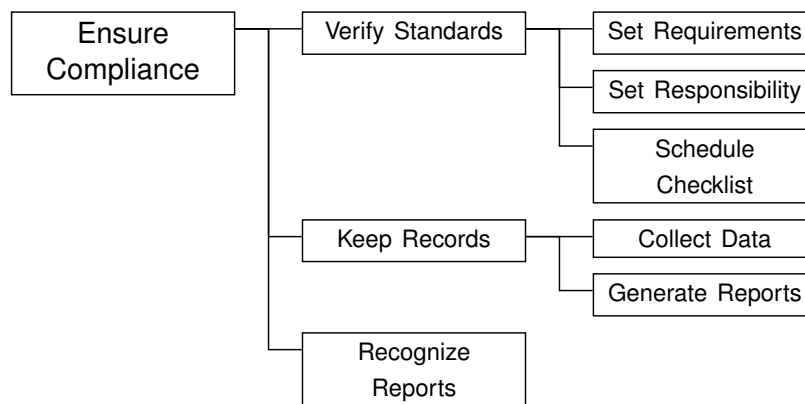 Ensure
Compliance
Verify Standards
Set Requirements
Set Responsibility
Schedule
Checklist
Keep Records
Collect Data
Generate Reports
Recognize
Reports